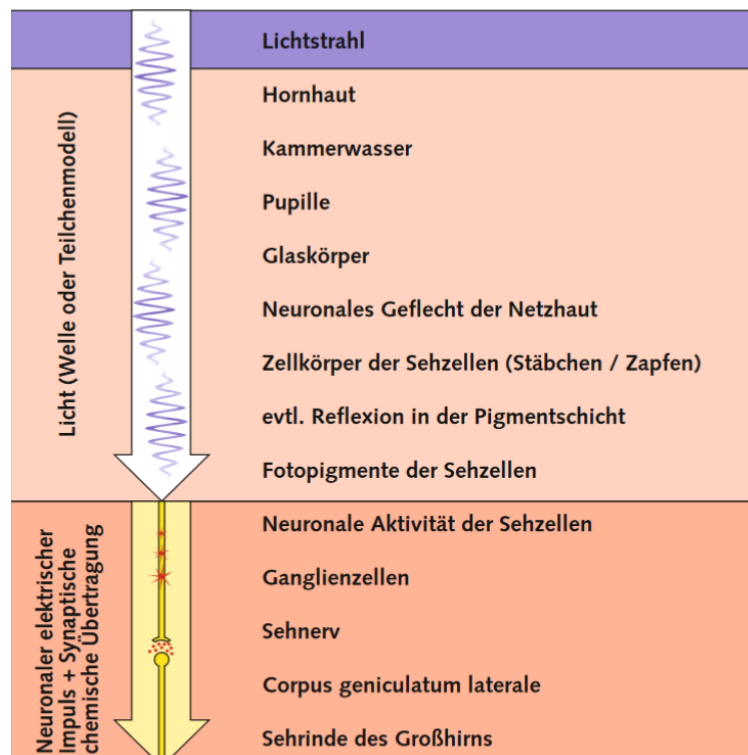 Lichtstrahl
Licht (Welle oder Teilchenmodell)
Hornhaut
Kammerwasser
Pupille
Glaskörper
Neuronales Geflecht der Netzhaut
Zellkörper der Sehzellen (Stäbchen / Zapfen)
evtl. Reflexion in der Pigmentschicht
Fotopigmente der Sehzellen
Neuronaler elektrischer
Impuls + Synaptische
chemische Übertragung
Neuronale Aktivität der Sehzellen
Ganglienzellen
Sehnerv
Corpus geniculatum laterale
Sehrinde des Großhirns